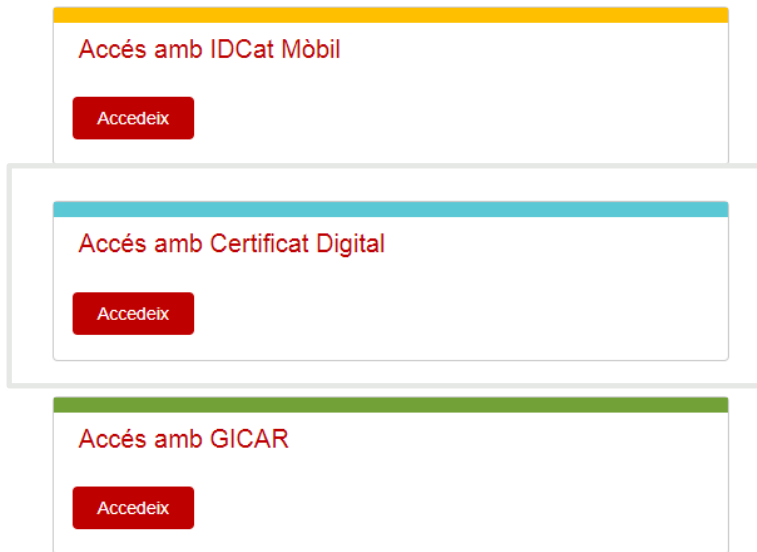 Accés amb IDCat Mòbil
Accedeix
Accés amb Certificat Digital
Accedeix
Accés amb GICAR
Accedeix